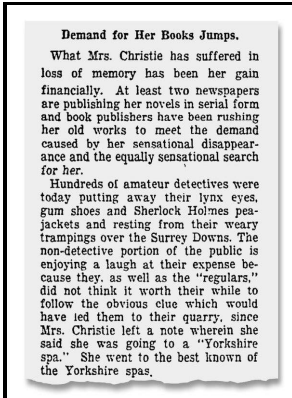 Demand for Her Books Jumps.
What Mrs. Christie has suffered in
loss of memory has been her gain
financially. At least two newspapers
are publishing her novels in serial form
and book publishers have been rushing
her old works to meet the demand
caused by her sensational disappear-
ance and the equally sensational search
for her.
Hundreds of amateur detectives were
today putting away their lynx eyes,
gum shoes and Sherlock Holmes pea-
jackets and resting from their weary
trampings over the Surrey Downs. The
non-detective portion of the public is
enjoying a laugh at their expense be-
cause they, as well as the "regulars,"
did not think it worth their while to
follow the obvious clue which would
have led them to their quarry, since
Mrs. Christie left a note wherein she
said she was going to a "Yorkshire
spa." She went to the best known of
the Yorkshire spas.